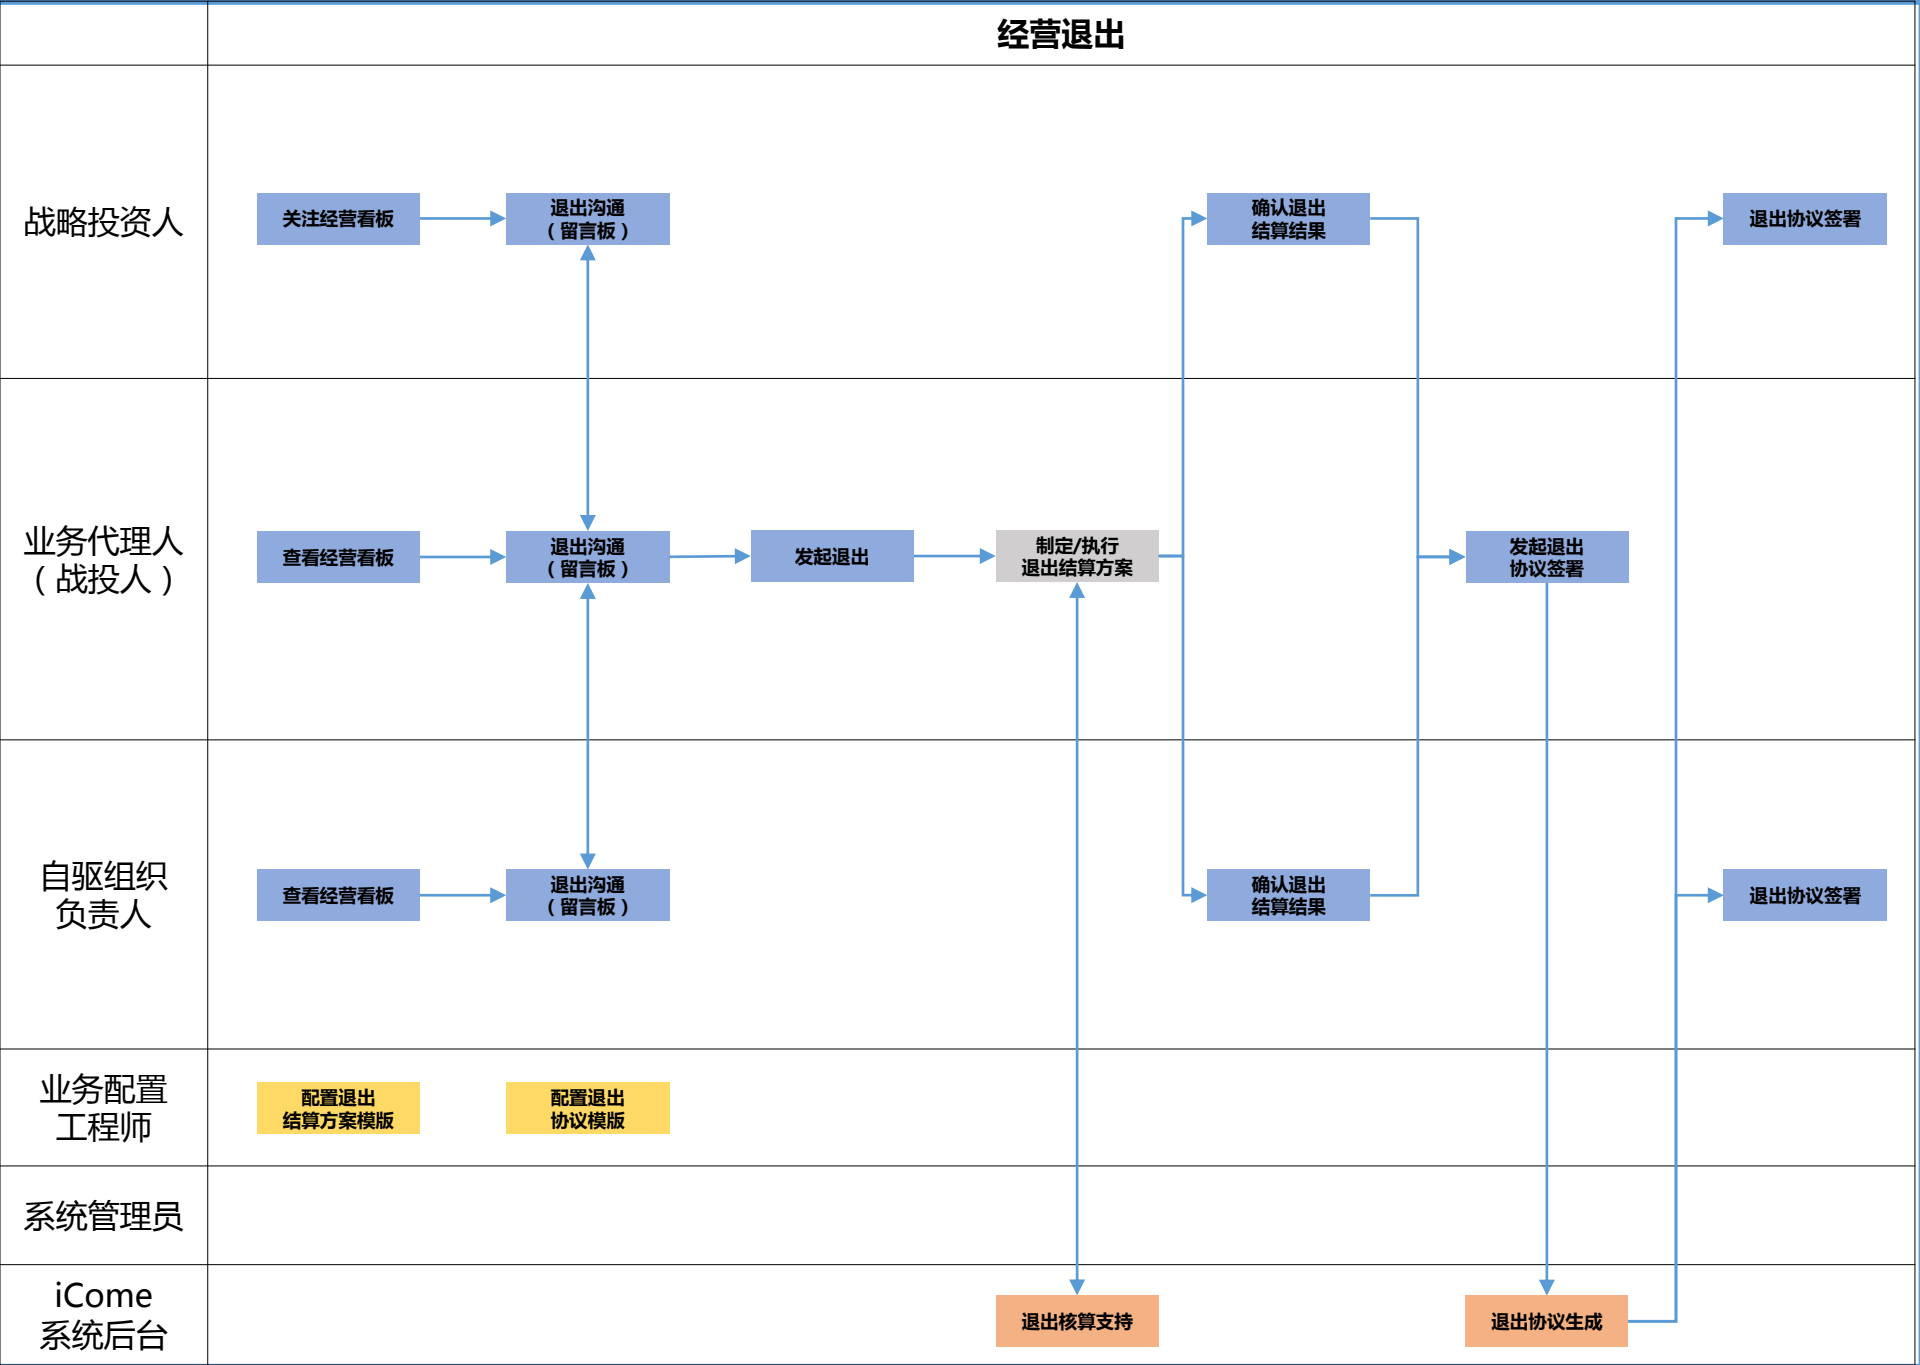 经营退出
战略投资人
关注经营看板
退出沟通
（留言板）
确认退出
结算结果
退出协议签署
业务代理人
（战投人）
查看经营看板
退出沟通
（留言板）
发起退出
制定/执行
退出结算方案
发起退出
协议签署
自驱组织
负责人
查看经营看板
退出沟通
（留言板）
确认退出
结算结果
退出协议签署
业务配置
工程师
配置退出
结算方案模版
配置退出
协议模版
系统管理员
iCome
系统后台
退出核算支持
退出协议生成